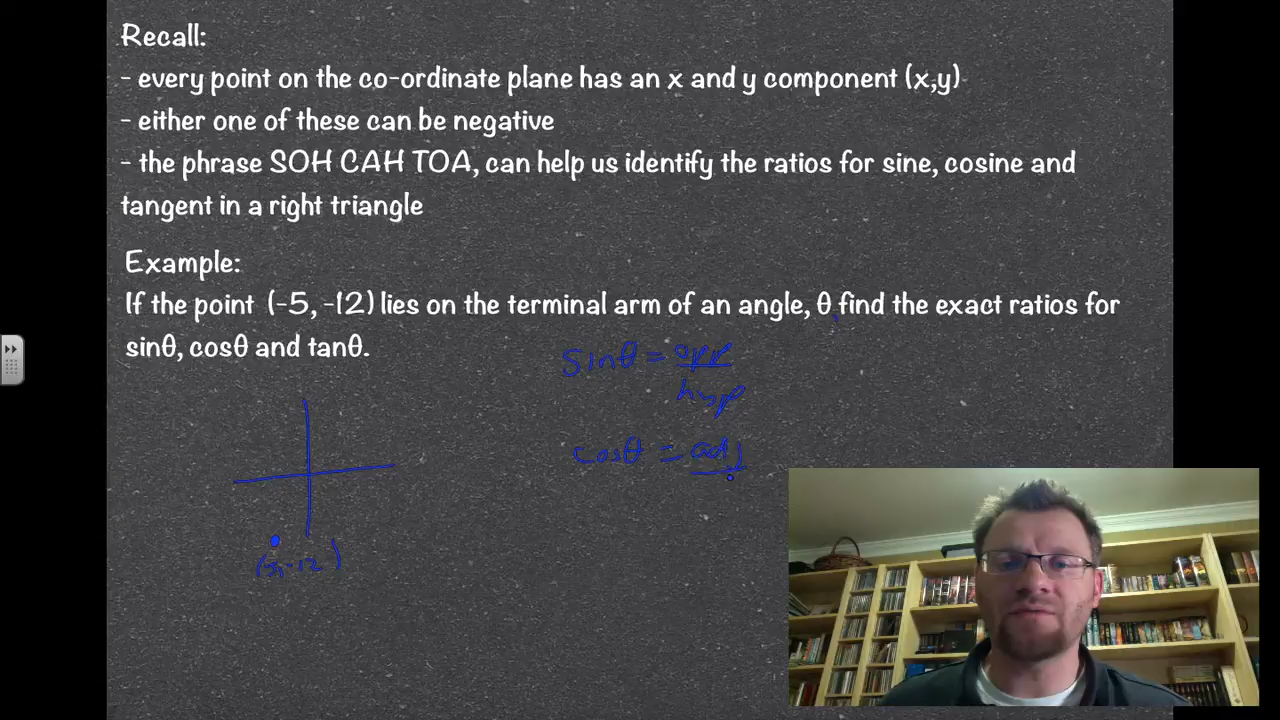 Recall:
- every point on the co-ordinate plane has an x and y component (x,y)
- either one of these can be negative
- the phrase SOH CAH TOA, can help us identify the ratios for sine, cosine and
tangent in a right triangle
Example:
If the point (-5, -12) lies on the terminal arm of an angle, θ find the exact ratios for
sinθ, cosθ and tanθ.
sinθ = opp
hyp
cosθ = adj
(-5, -12)